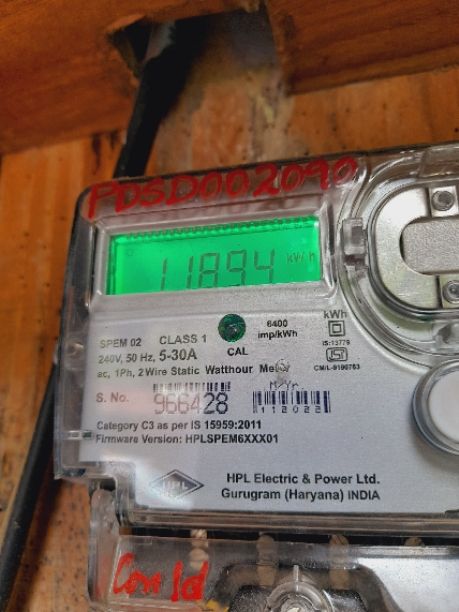 PDSD002090
11894 kWh
SPEM 02 CLASS 1
240V, 50 Hz, 5-30A
CAL
6400
imp/kWh
kWh
IS:13779
ac, 1Ph, 2 Wire Static Watthour Meter
M/Yr.
S. No. 966428
112022
Category C3 as per IS 15959:2011
Firmware Version: HPLSPEM6XXX01
HPL
HPL Electric & Power Ltd.
Gurugram (Haryana) INDIA
Con Id